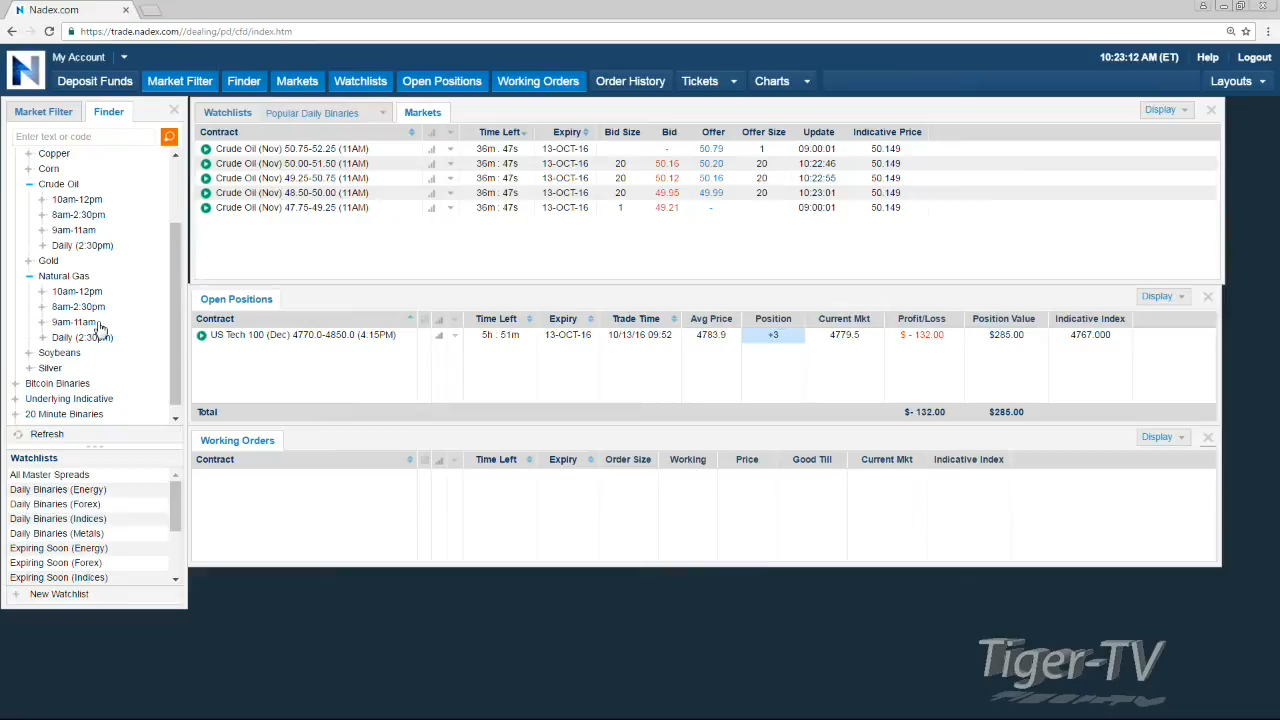 Nadex.com
https://trade.nadex.com//dealing/pd/cfd/index.htm
N
My Account
10:23:12 AM (ET) Help Logout
Deposit Funds Market Filter Finder Markets Watchlists Open Positions Working Orders Order History Tickets Charts Layouts
Market Filter Finder
Enter text or code
Copper
Corn
Crude Oil
10am-12pm
8am-2:30pm
9am-11am
Daily (2:30pm)
Gold
Natural Gas
10am-12pm
8am-2:30pm
9am-11am
Daily (2:30pm)
Soybeans
Silver
Bitcoin Binaries
Underlying Indicative
20 Minute Binaries
Refresh
Watchlists
All Master Spreads
Daily Binaries (Energy)
Daily Binaries (Forex)
Daily Binaries (Indices)
Daily Binaries (Metals)
Expiring Soon (Energy)
Expiring Soon (Forex)
Expiring Soon (Indices)
New Watchlist
Watchlists Popular Daily Binaries Markets Display
Contract Time Left Expiry Bid Size Bid Offer Offer Size Update Indicative Price
Crude Oil (Nov) 50.75-52.25 (11AM) 36m : 47s 13-OCT-16 - 50.79 1 09:00:01 50.149
Crude Oil (Nov) 50.00-51.50 (11AM) 36m : 47s 13-OCT-16 20 50.16 50.20 20 10:22:46 50.149
Crude Oil (Nov) 49.25-50.75 (11AM) 36m : 47s 13-OCT-16 20 50.12 50.16 20 10:22:55 50.149
Crude Oil (Nov) 48.50-50.00 (11AM) 36m : 47s 13-OCT-16 20 49.95 49.99 20 10:23:01 50.149
Crude Oil (Nov) 47.75-49.25 (11AM) 36m : 47s 13-OCT-16 1 49.21 - 09:00:01 50.149
Open Positions Display
Contract Time Left Expiry Trade Time Avg Price Position Current Mkt Profit/Loss Position Value Indicative Index
US Tech 100 (Dec) 4770.0-4850.0 (4.15PM) 5h : 51m 13-OCT-16 10/13/16 09:52 4783.9 +3 4779.5 $ - 132.00 $285.00 4767.000
Total $- 132.00 $285.00
Working Orders Display
Contract Time Left Expiry Order Size Working Price Good Till Current Mkt Indicative Index
Tiger-TV